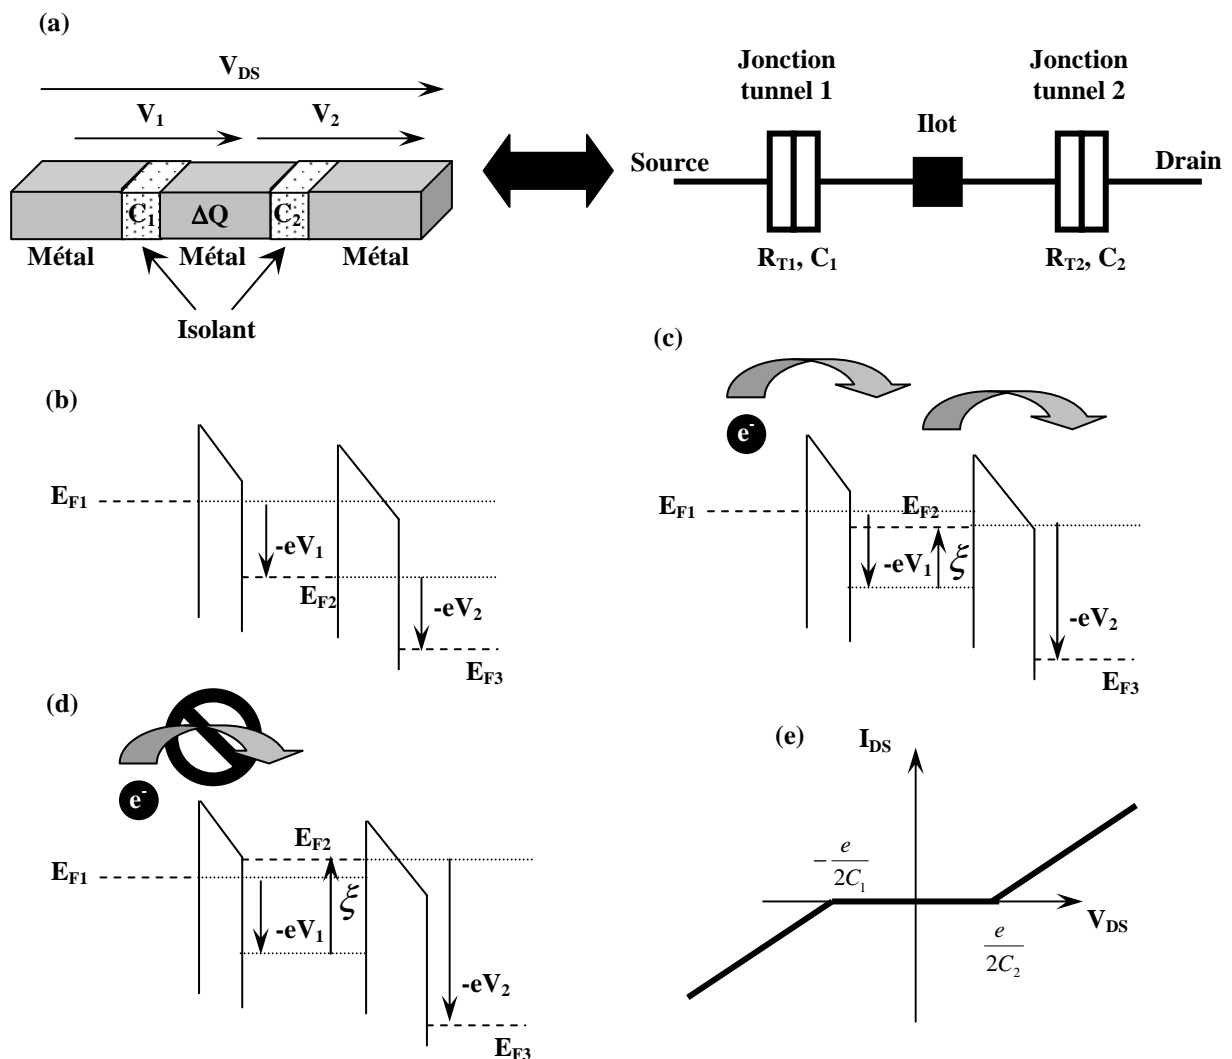 (a)
V_DS
V_1
V_2
C_1
ΔQ
C_2
Métal
Métal
Métal
Isolant
Jonction
tunnel 1
Jonction
tunnel 2
Ilot
Source
Drain
R_T1, C_1
R_T2, C_2
(b)
E_F1
-eV_1
E_F2
-eV_2
E_F3
(c)
e^-
E_F1
E_F2
-eV_1
ξ
-eV_2
E_F3
(d)
e^-
E_F2
E_F1
-eV_1
ξ
-eV_2
E_F3
(e)
I_DS
-e/2C_1
e/2C_2
V_DS